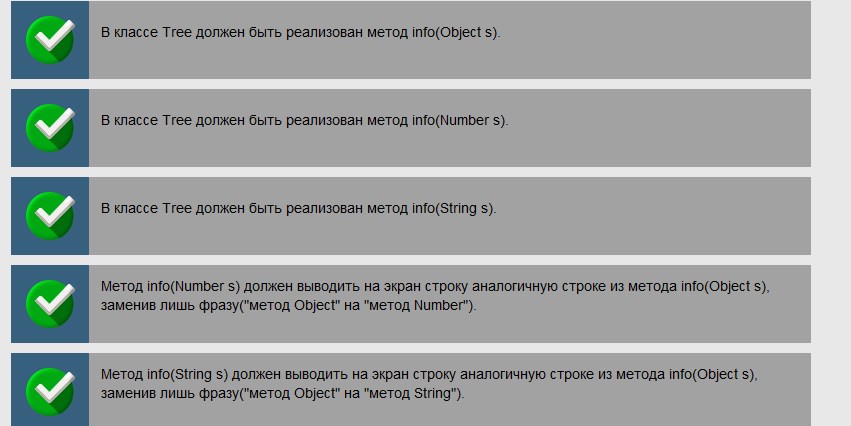 В классе Tree должен быть реализован метод info(Object s).
В классе Tree должен быть реализован метод info(Number s).
В классе Tree должен быть реализован метод info(String s).
Метод info(Number s) должен выводить на экран строку аналогичную строке из метода info(Object s),
заменив лишь фразу("метод Object" на "метод Number").
Метод info(String s) должен выводить на экран строку аналогичную строке из метода info(Object s),
заменив лишь фразу("метод Object" на "метод String").